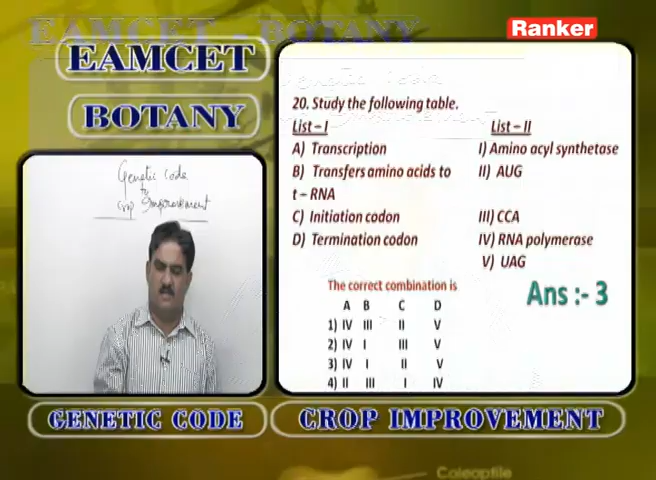 EAMCET - BOTANY
Ranker
EAMCET
BOTANY
Genetic Code
to
Crop Improvement
Genetic Code
20. Study the following table.
List – I
List – II
A) Transcription
I) Amino acyl synthetase
B) Transfers amino acids to
II) AUG
t – RNA
C) Initiation codon
III) CCA
D) Termination codon
IV) RNA polymerase
V) UAG
The correct combination is
Ans :- 3
A B C D
1) IV III II V
2) IV I III V
3) IV I II V
4) II III I IV
GENETIC CODE
CROP IMPROVEMENT
Coleoptile